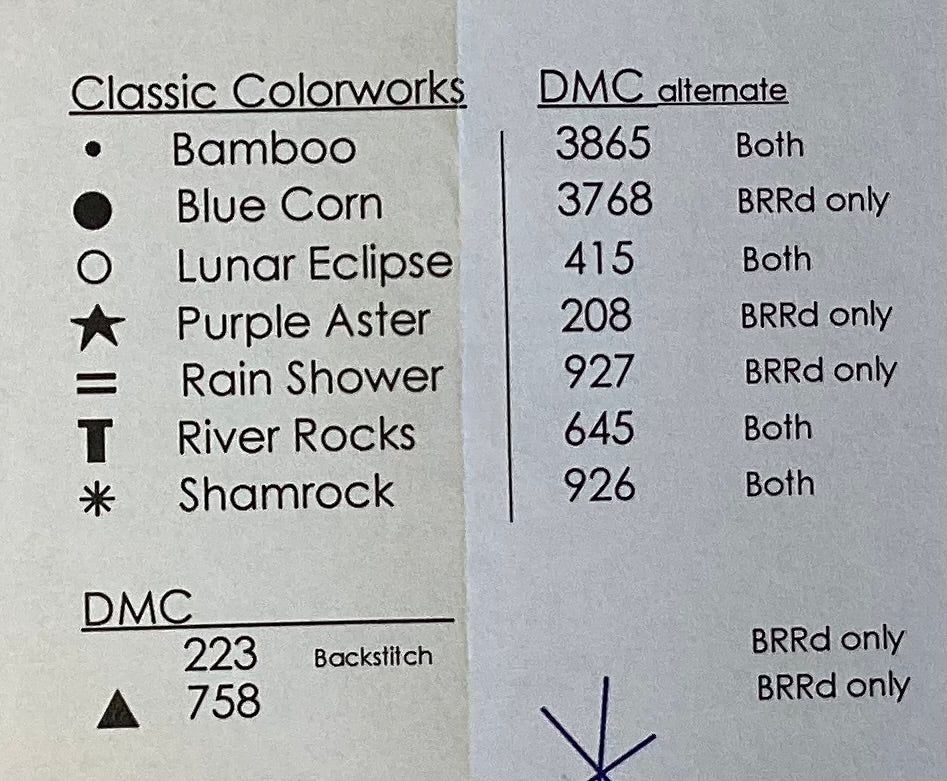 Classic Colorworks DMC alternate
• Bamboo 3865 Both
● Blue Corn 3768 BRRd only
○ Lunar Eclipse 415 Both
★ Purple Aster 208 BRRd only
= Rain Shower 927 BRRd only
T River Rocks 645 Both
✳ Shamrock 926 Both
DMC
223 Backstitch BRRd only
▲ 758 BRRd only